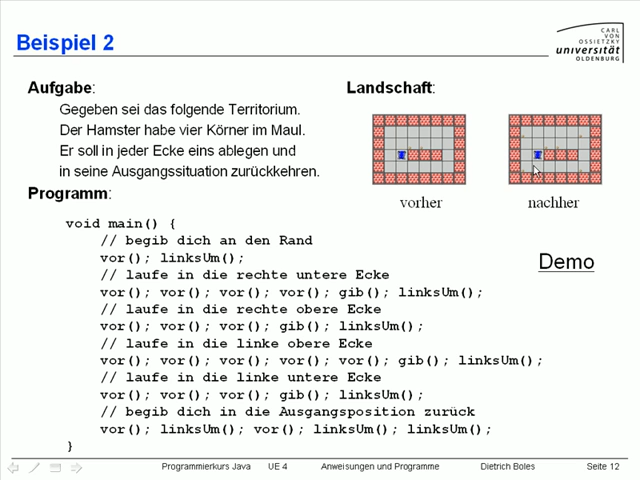 Beispiel 2
CARL
VON
OSSIETZKY
universität
OLDENBURG
Aufgabe:
Gegeben sei das folgende Territorium.
Der Hamster habe vier Körner im Maul.
Er soll in jeder Ecke eins ablegen und
in seine Ausgangssituation zurückkehren.
Landschaft:
vorher
nachher
Programm:
void main() {
// begib dich an den Rand
vor(); linksUm();
// laufe in die rechte untere Ecke
vor(); vor(); vor(); vor(); gib(); linksUm();
// laufe in die rechte obere Ecke
vor(); vor(); vor(); gib(); linksUm();
// laufe in die linke obere Ecke
vor(); vor(); vor(); vor(); vor(); gib(); linksUm();
// laufe in die linke untere Ecke
vor(); vor(); vor(); gib(); linksUm();
// begib dich in die Ausgangsposition zurück
vor(); linksUm(); vor(); linksUm(); linksUm();
}
Demo
Programmierkurs Java UE 4 Anweisungen und Programme Dietrich Boles Seite 12